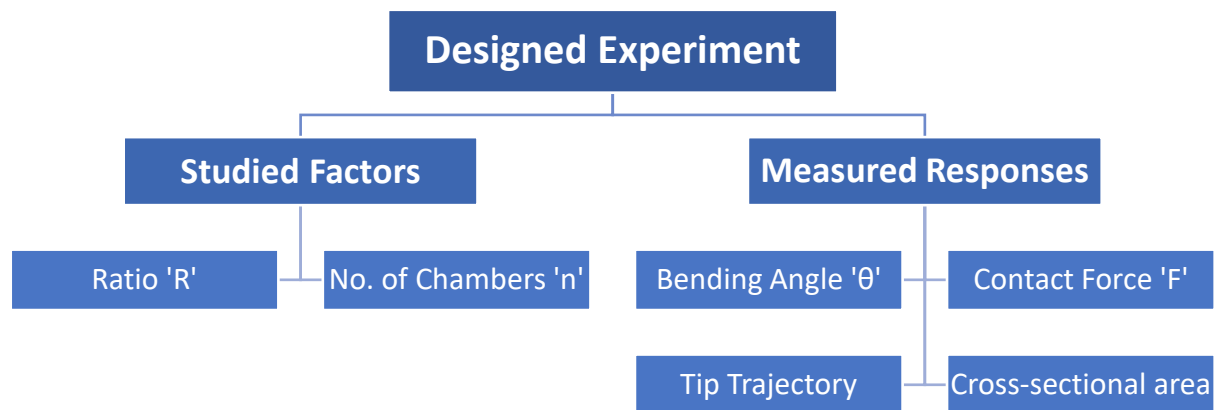 Designed Experiment
Studied Factors
Measured Responses
Ratio 'R'
No. of Chambers 'n'
Bending Angle 'θ'
Contact Force 'F'
Tip Trajectory
Cross-sectional area